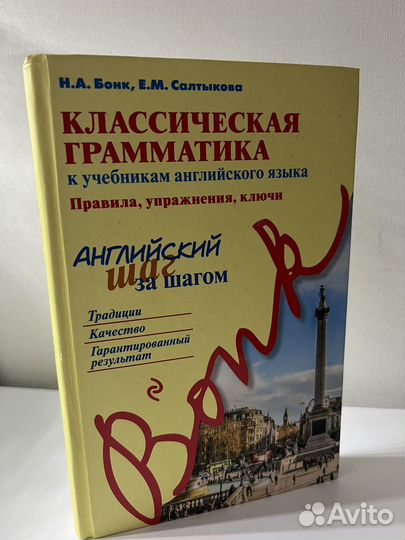 Н.А. Бонк, Е.М. Салтыкова
КЛАССИЧЕСКАЯ
ГРАММАТИКА
к учебникам английского языка
Правила, упражнения, ключи
АНГЛИЙСКИЙ
шаг
за шагом
Традиции
Качество
Гарантированный
результат
Бонк
Avito